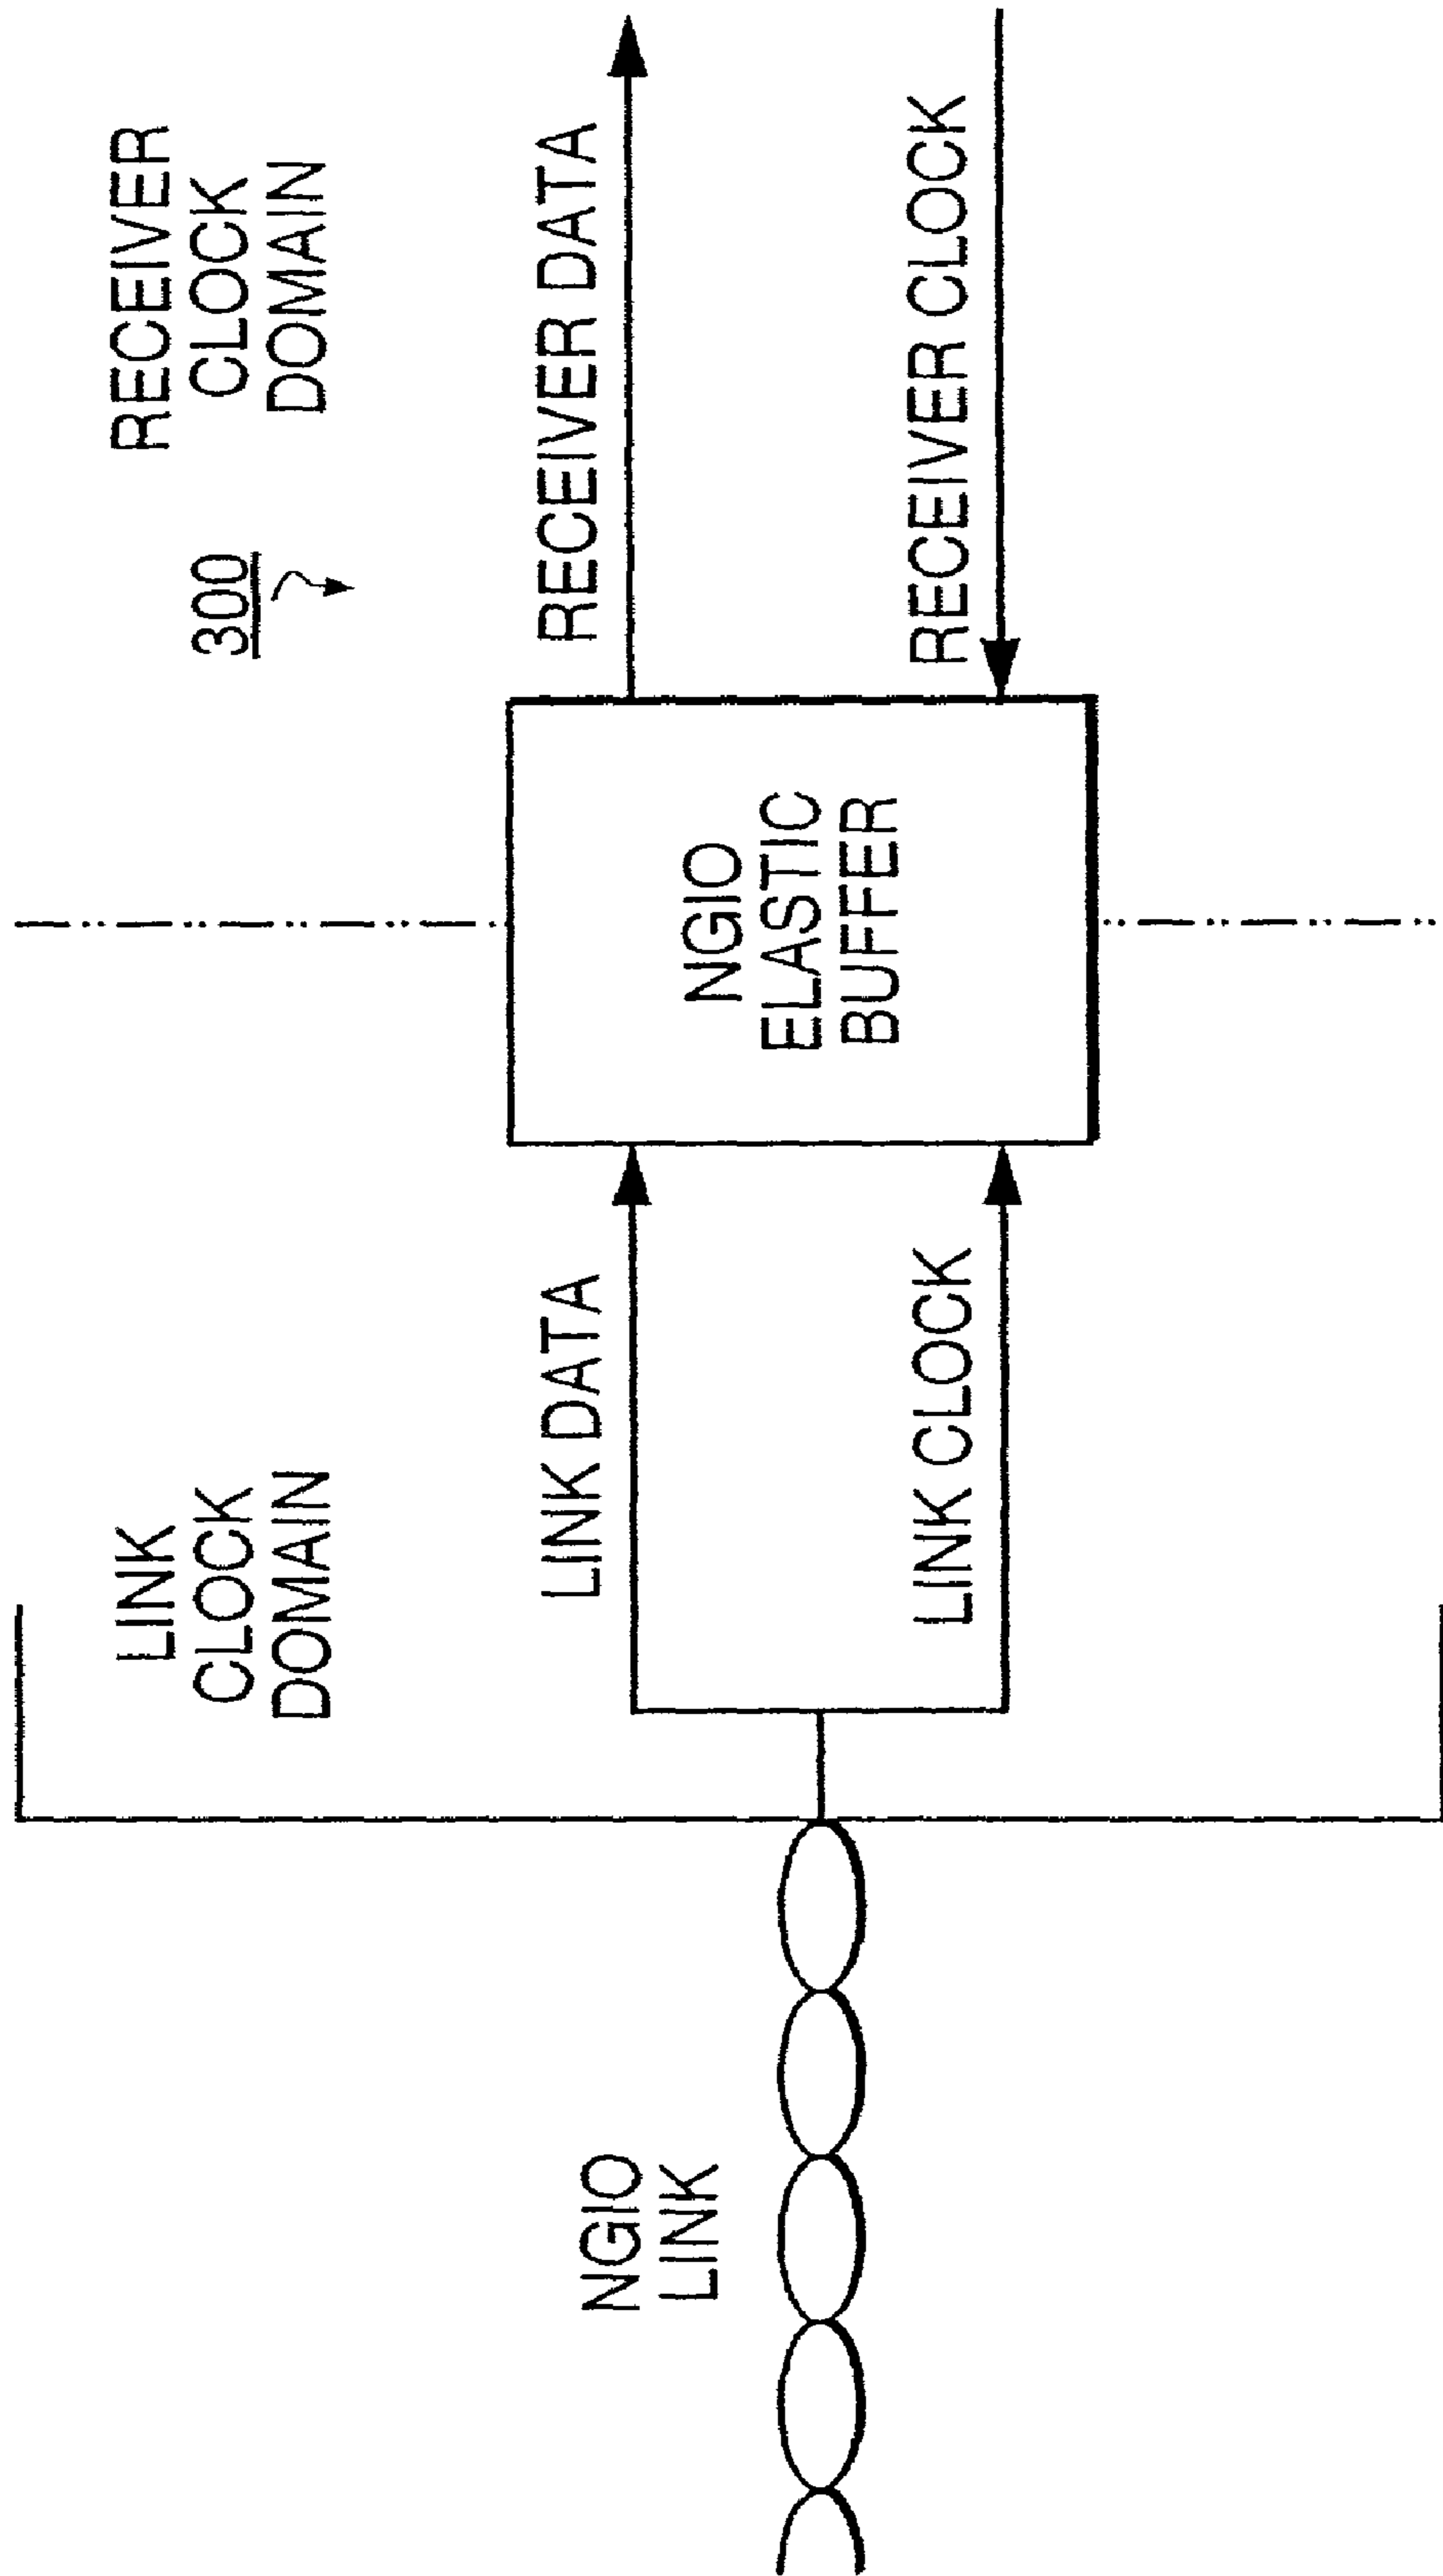 NGIO
LINK
LINK
CLOCK
DOMAIN
LINK DATA
LINK CLOCK
NGIO
ELASTIC
BUFFER
300
RECEIVER
CLOCK
DOMAIN
RECEIVER DATA
RECEIVER CLOCK